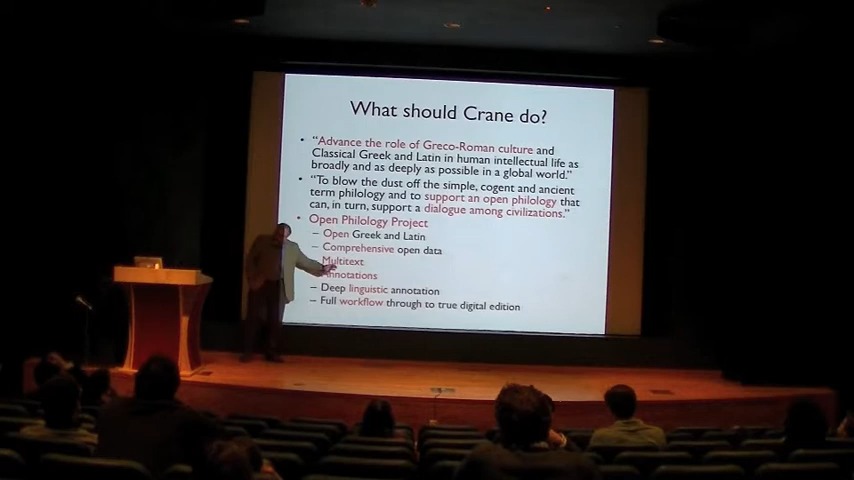 What should Crane do?
• “Advance the role of Greco-Roman culture and
Classical Greek and Latin in human intellectual life as
broadly and as deeply as possible in a global world.”
• “To blow the dust off the simple, cogent and ancient
term philology and to support an open philology that
can, in turn, support a dialogue among civilizations.”
• Open Philology Project
– Open Greek and Latin
– Comprehensive open data
Multitext
Annotations
– Deep linguistic annotation
– Full workflow through to true digital edition